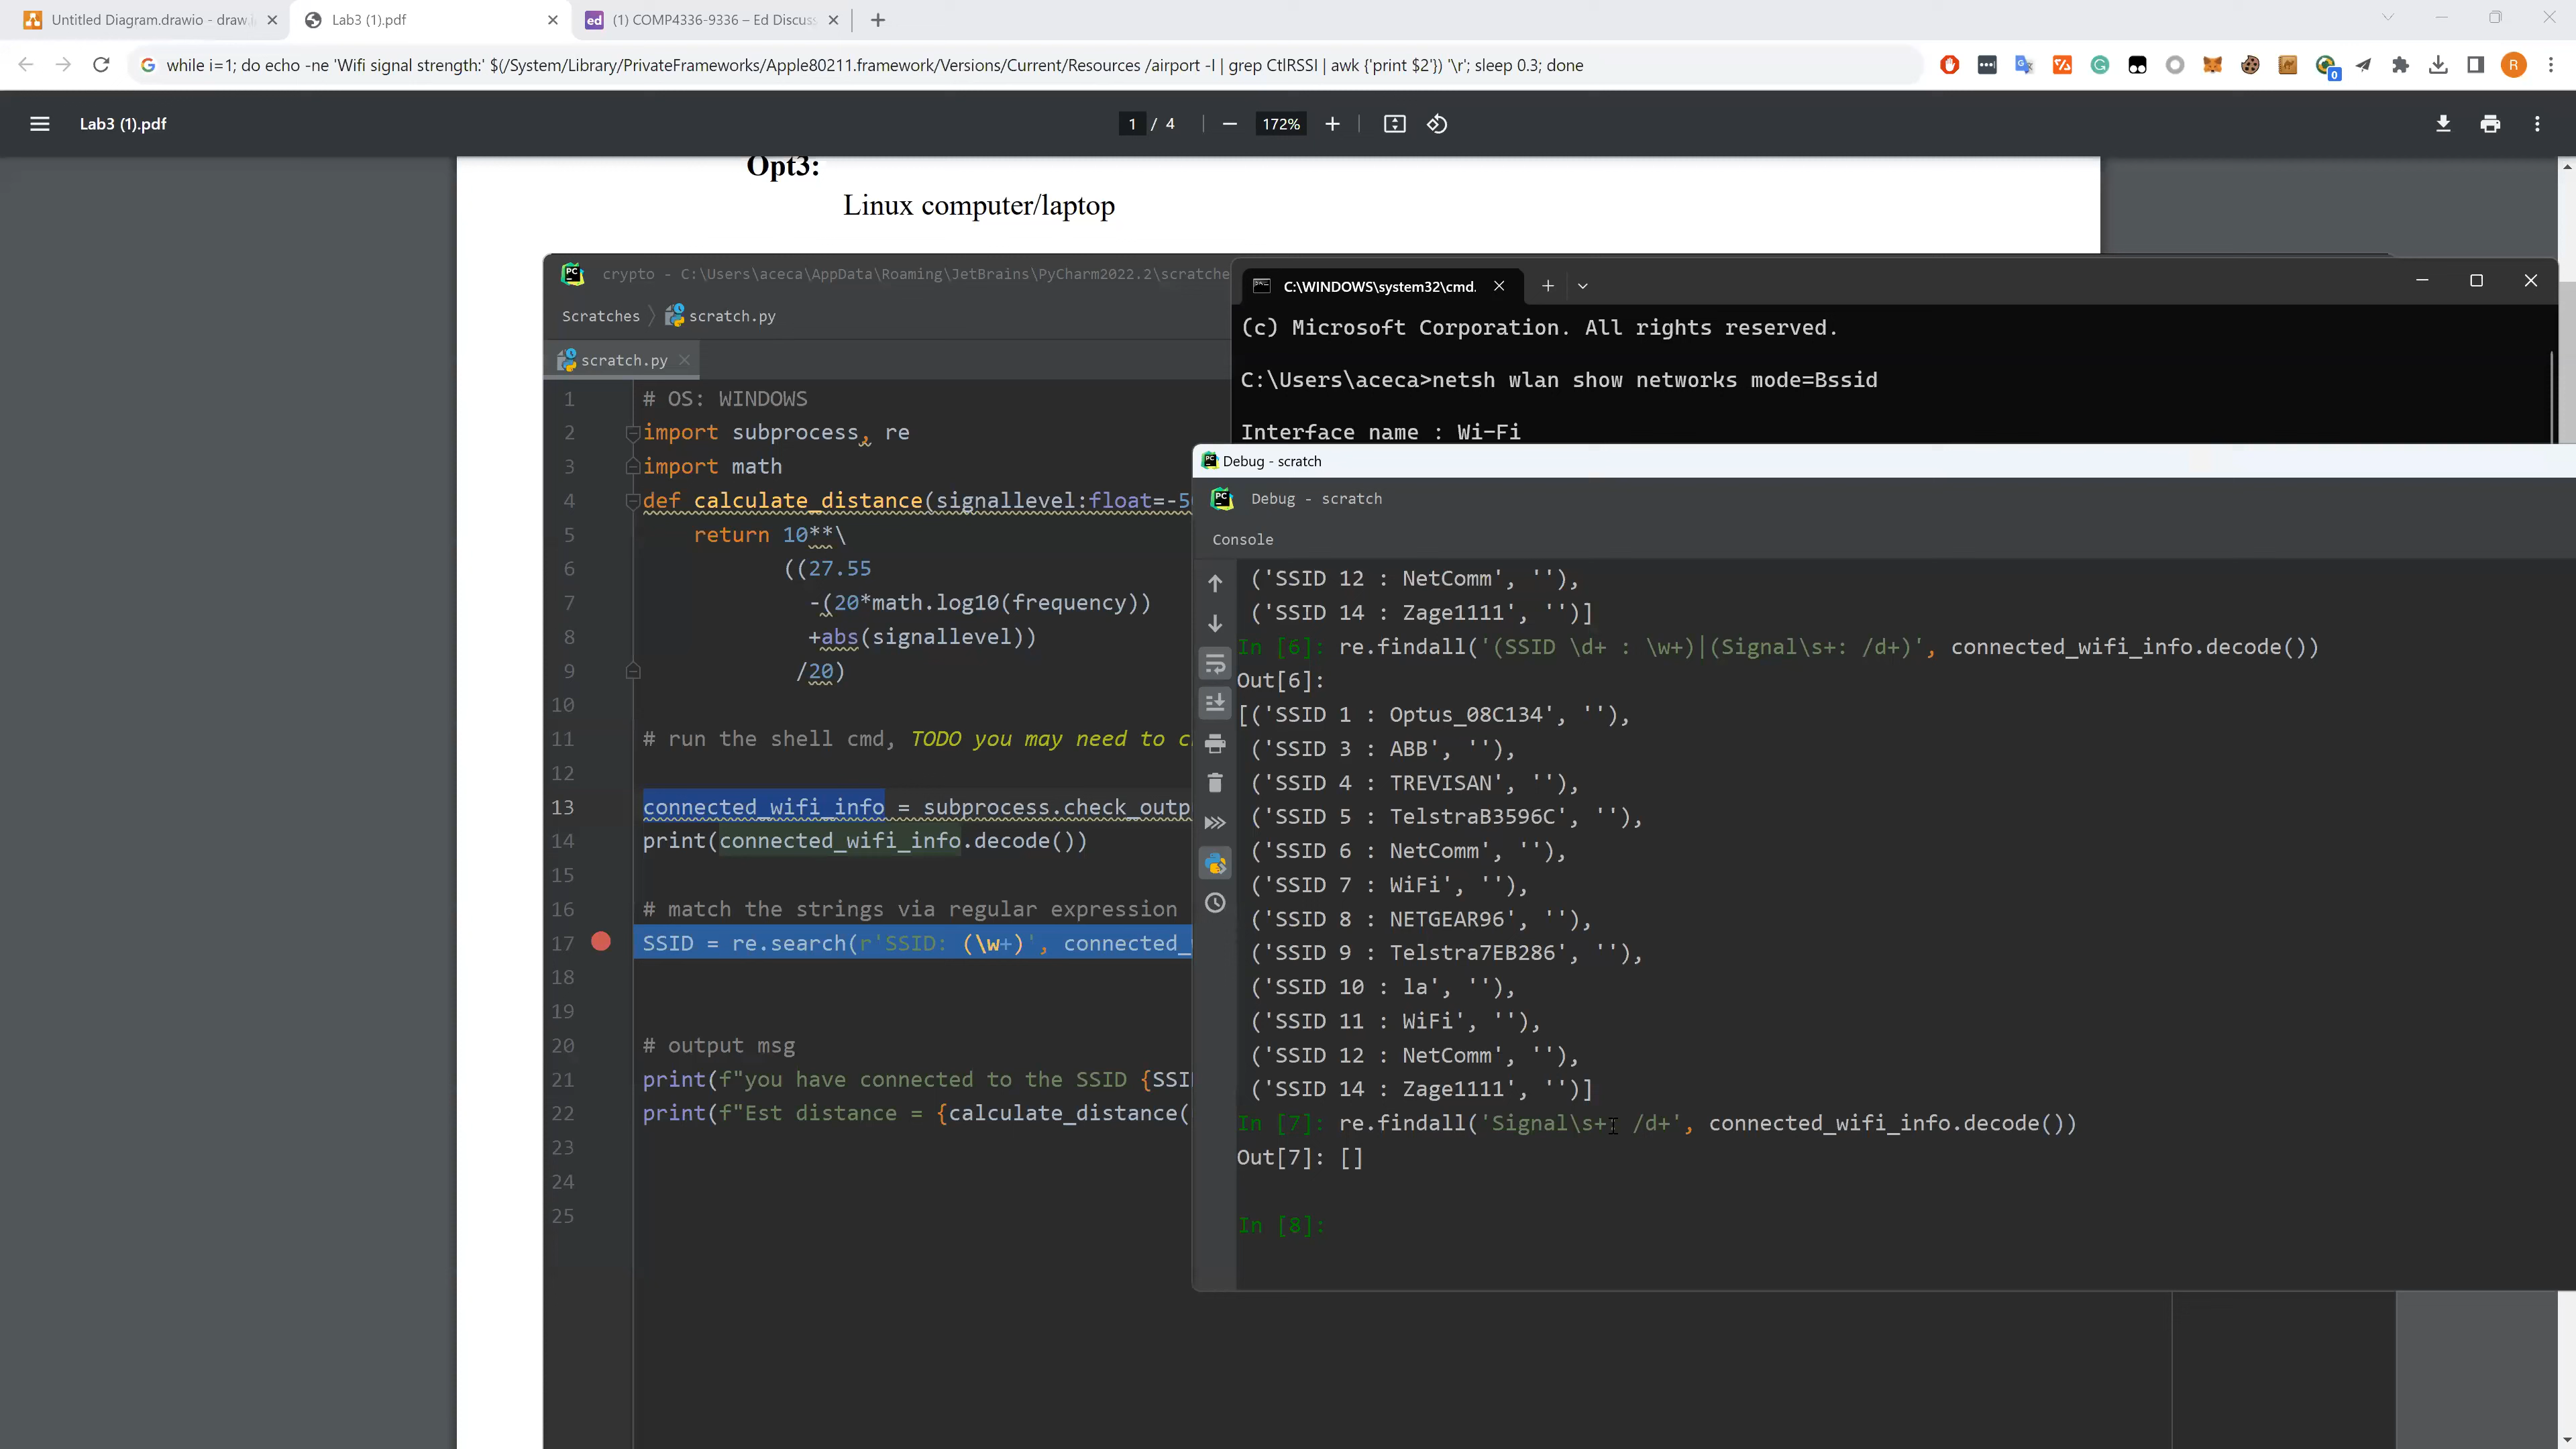 Untitled Diagram.drawio - draw.i
Lab3 (1).pdf
(1) COMP4336-9336 – Ed Discuss
while i=1; do echo -ne 'Wifi signal strength:' $(/System/Library/PrivateFrameworks/Apple80211.framework/Versions/Current/Resources /airport -I | grep CtlRSSI | awk {'print $2'}) '\r'; sleep 0.3; done
Lab3 (1).pdf
1 / 4
172%
Opt3:
Linux computer/laptop
crypto - C:\Users\aceca\AppData\Roaming\JetBrains\PyCharm2022.2\scratche
Scratches
scratch.py
scratch.py
1 # OS: WINDOWS
2 import subprocess, re
3 import math
4 def calculate_distance(signallevel:float=-50
5 return 10**\
6 ((27.55
7 -(20*math.log10(frequency))
8 +abs(signallevel))
9 /20)
10
11 # run the shell cmd, TODO you may need to c
12
13 connected_wifi_info = subprocess.check_outp
14 print(connected_wifi_info.decode())
15
16 # match the strings via regular expression
17 SSID = re.search(r'SSID: (\w+)', connected_
18
19
20 # output msg
21 print(f"you have connected to the SSID {SSI
22 print(f"Est distance = {calculate_distance(
23
24
25
C:\WINDOWS\system32\cmd.
(c) Microsoft Corporation. All rights reserved.
C:\Users\aceca>netsh wlan show networks mode=Bssid
Interface name : Wi-Fi
Debug - scratch
Debug - scratch
Console
('SSID 12 : NetComm', ''),
('SSID 14 : Zage1111', '')]
In [6]: re.findall('(SSID \d+ : \w+)|(Signal\s+: /d+)', connected_wifi_info.decode())
Out[6]:
[('SSID 1 : Optus_08C134', ''),
('SSID 3 : ABB', ''),
('SSID 4 : TREVISAN', ''),
('SSID 5 : TelstraB3596C', ''),
('SSID 6 : NetComm', ''),
('SSID 7 : WiFi', ''),
('SSID 8 : NETGEAR96', ''),
('SSID 9 : Telstra7EB286', ''),
('SSID 10 : la', ''),
('SSID 11 : WiFi', ''),
('SSID 12 : NetComm', ''),
('SSID 14 : Zage1111', '')]
In [7]: re.findall('Signal\s+: /d+', connected_wifi_info.decode())
Out[7]: []
In [8]: